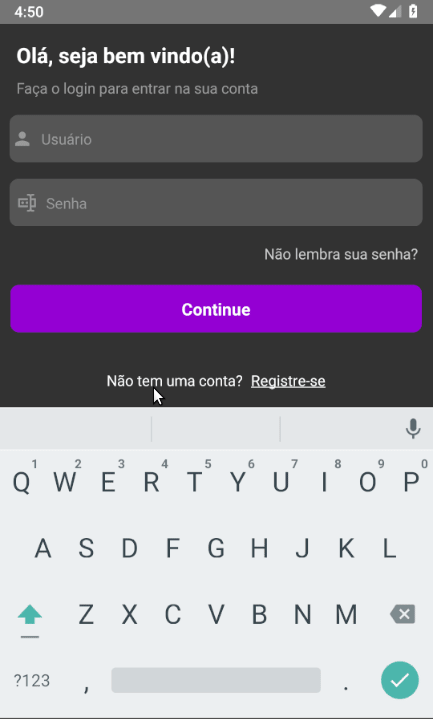 4:50
Olá, seja bem vindo(a)!
Faça o login para entrar na sua conta
Usuário
Senha
Não lembra sua senha?
Continue
Não tem uma conta? Registre-se
1 2 3 4 5 6 7 8 9 0
Q W E R T Y U I O P
A S D F G H J K L
Z X C V B N M
?123 , .